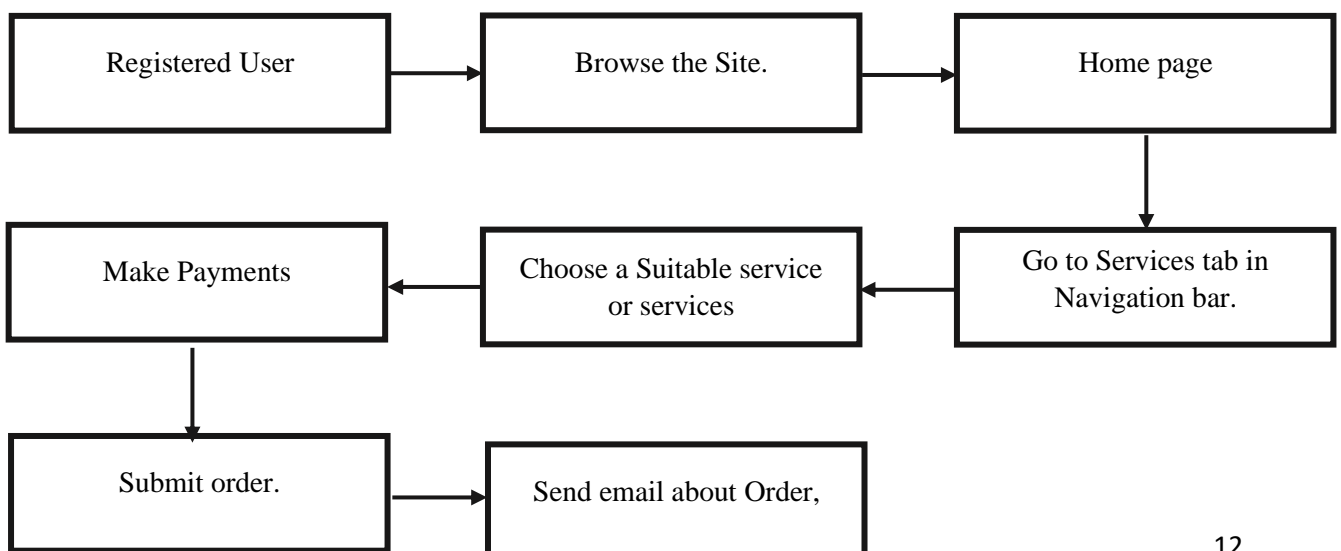 Registered User
Browse the Site.
Home page
Go to Services tab in
Navigation bar.
Choose a Suitable service
or services
Make Payments
Submit order.
Send email about Order,
12